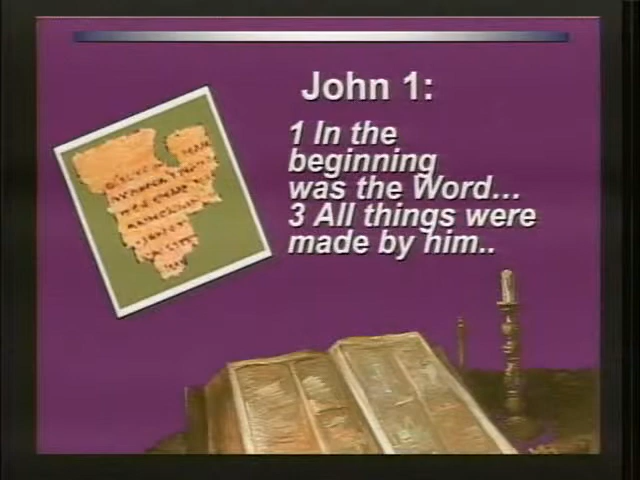 John 1:
1 In the
beginning
was the Word...
3 All things were
made by him..